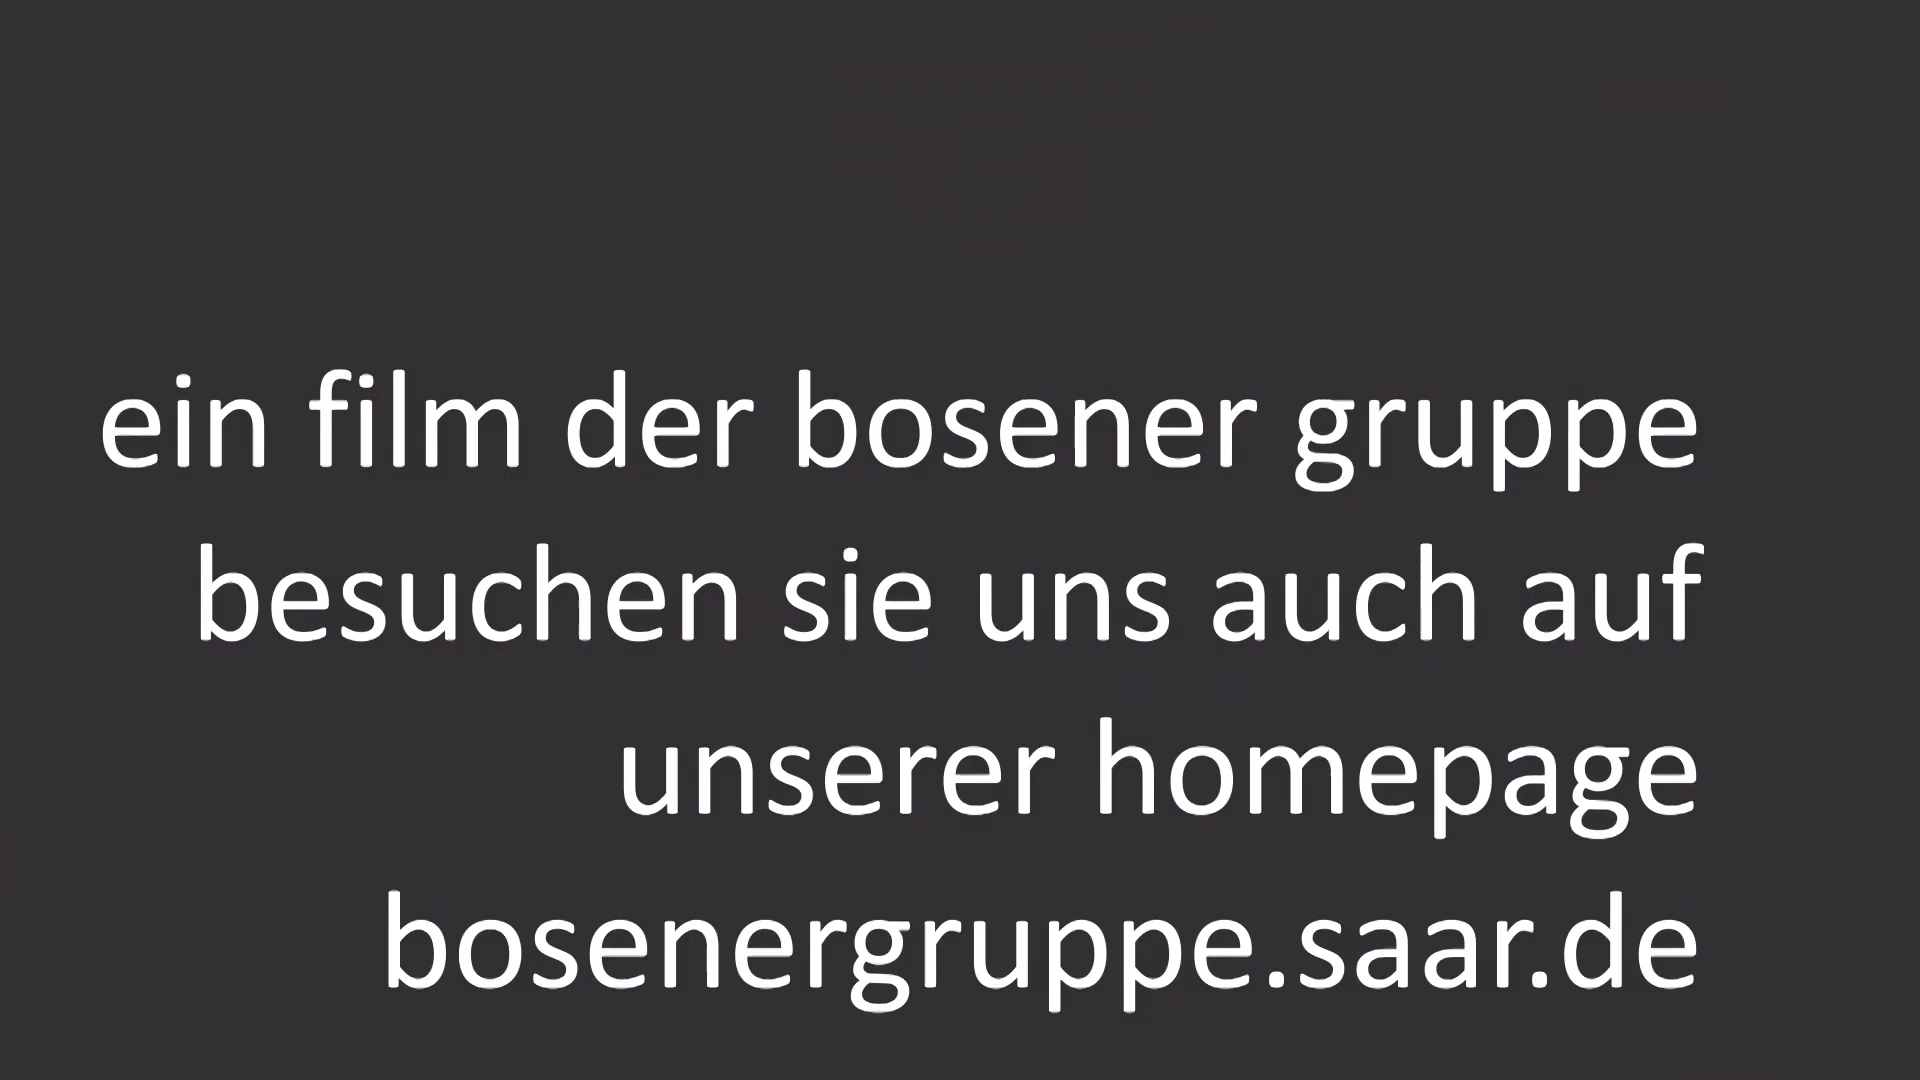 ein film der bosener gruppe
besuchen sie uns auch auf
unserer homepage
bosenergruppe.saar.de